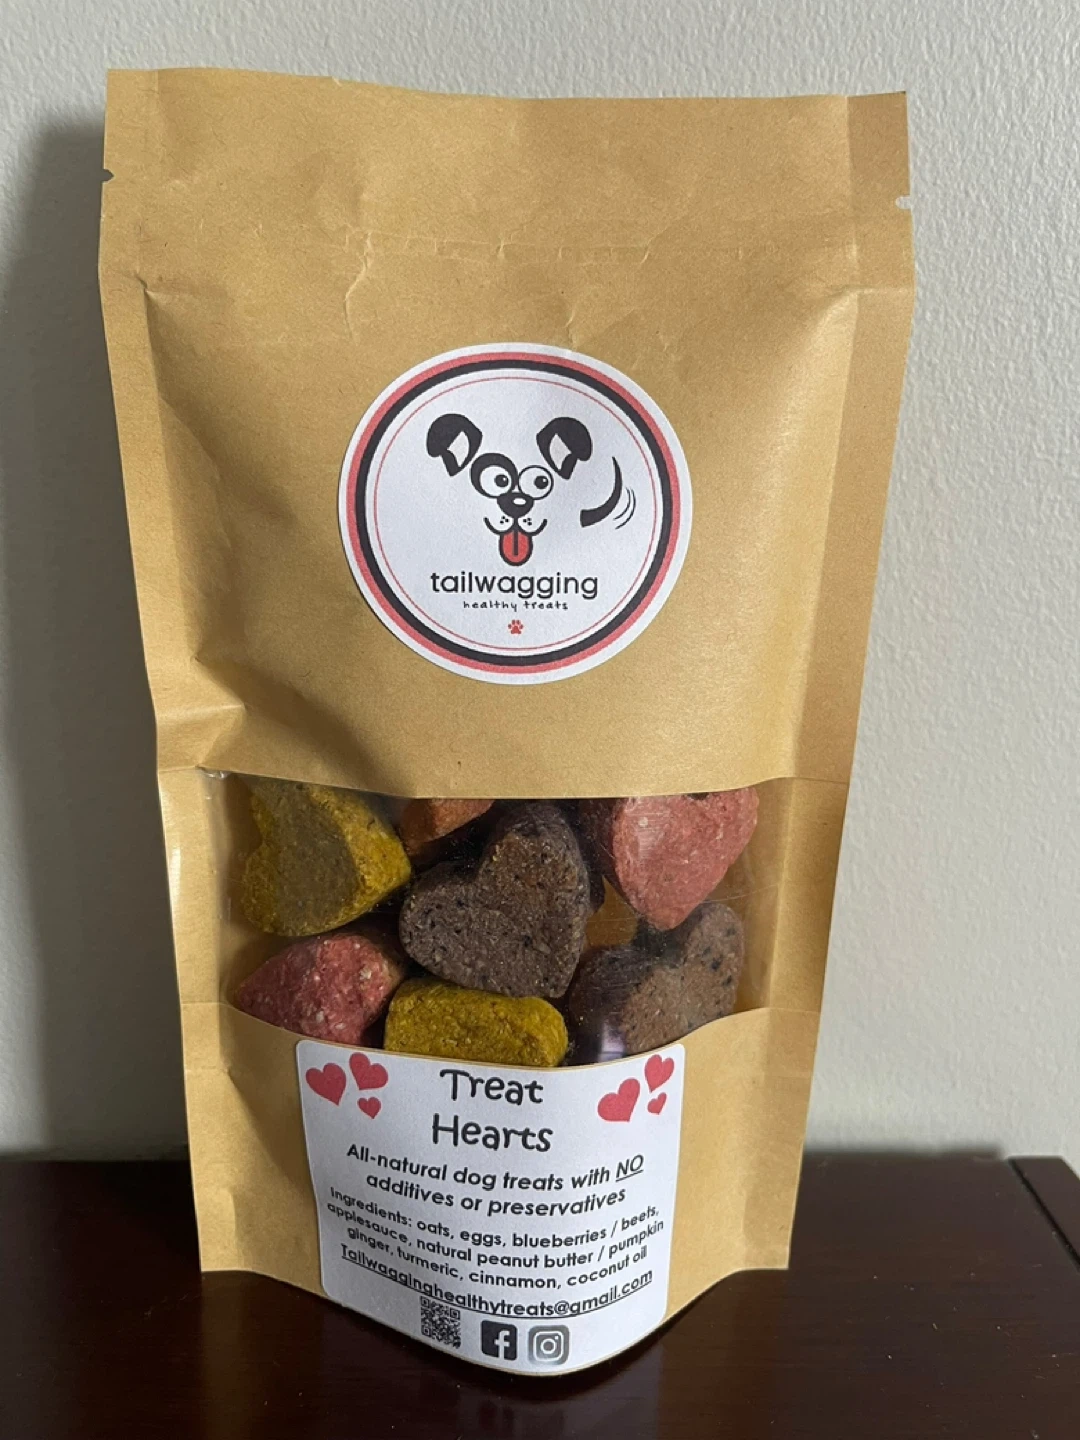 tailwagging
healthy treats
Treat
Hearts
All-natural dog treats with NO
additives or preservatives
Ingredients: oats, eggs, blueberries / beets,
applesauce, natural peanut butter / pumpkin
ginger, turmeric, cinnamon, coconut oil
Tailwagginghealthytreats@gmail.com